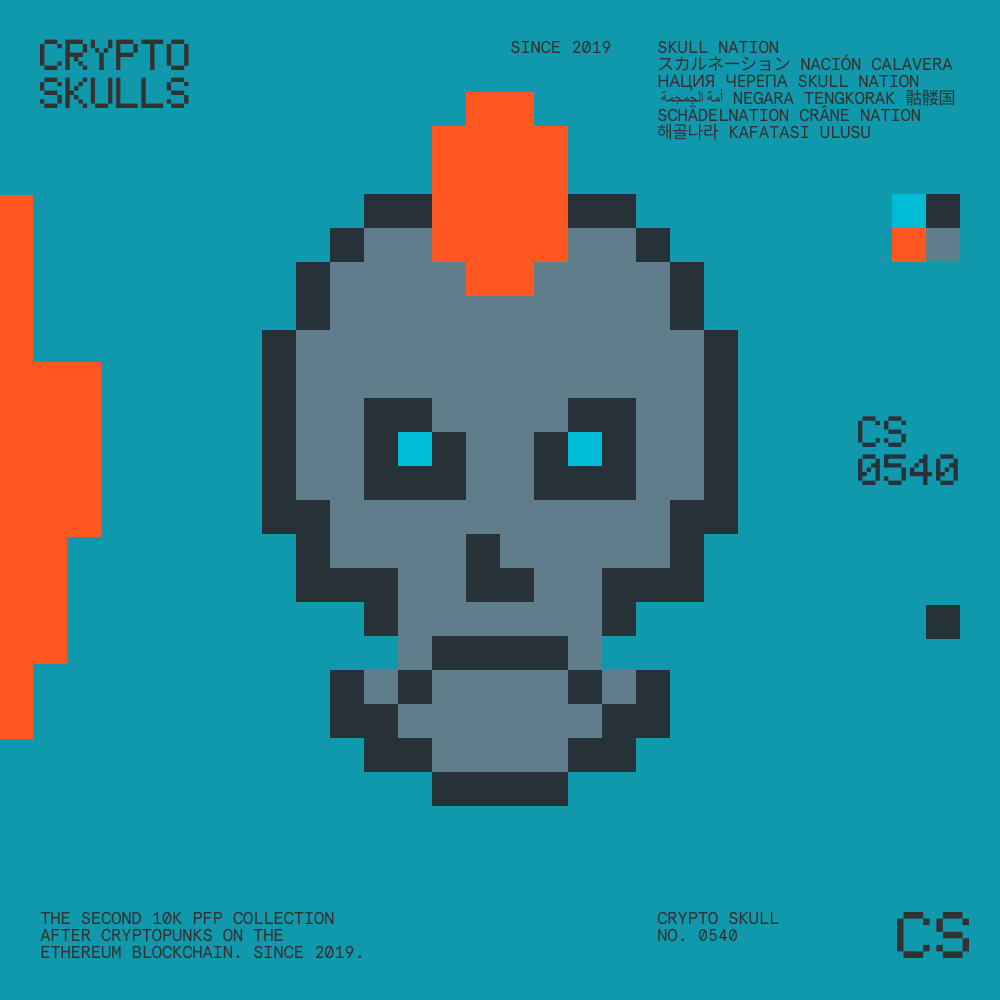 CRYPTO
SKULLS
SINCE 2019
SKULL NATION
スカルネーション NACIÓN CALAVERA
НАЦИЯ ЧЕРЕПА SKULL NATION
أمة الجمجمة NEGARA TENGKORAK 骷髅国
SCHÄDELNATION CRÂNE NATION
해골나라 KAFATASI ULUSU
CS
0540
THE SECOND 10K PFP COLLECTION
AFTER CRYPTOPUNKS ON THE
ETHEREUM BLOCKCHAIN. SINCE 2019.
CRYPTO SKULL
NO. 0540
CS